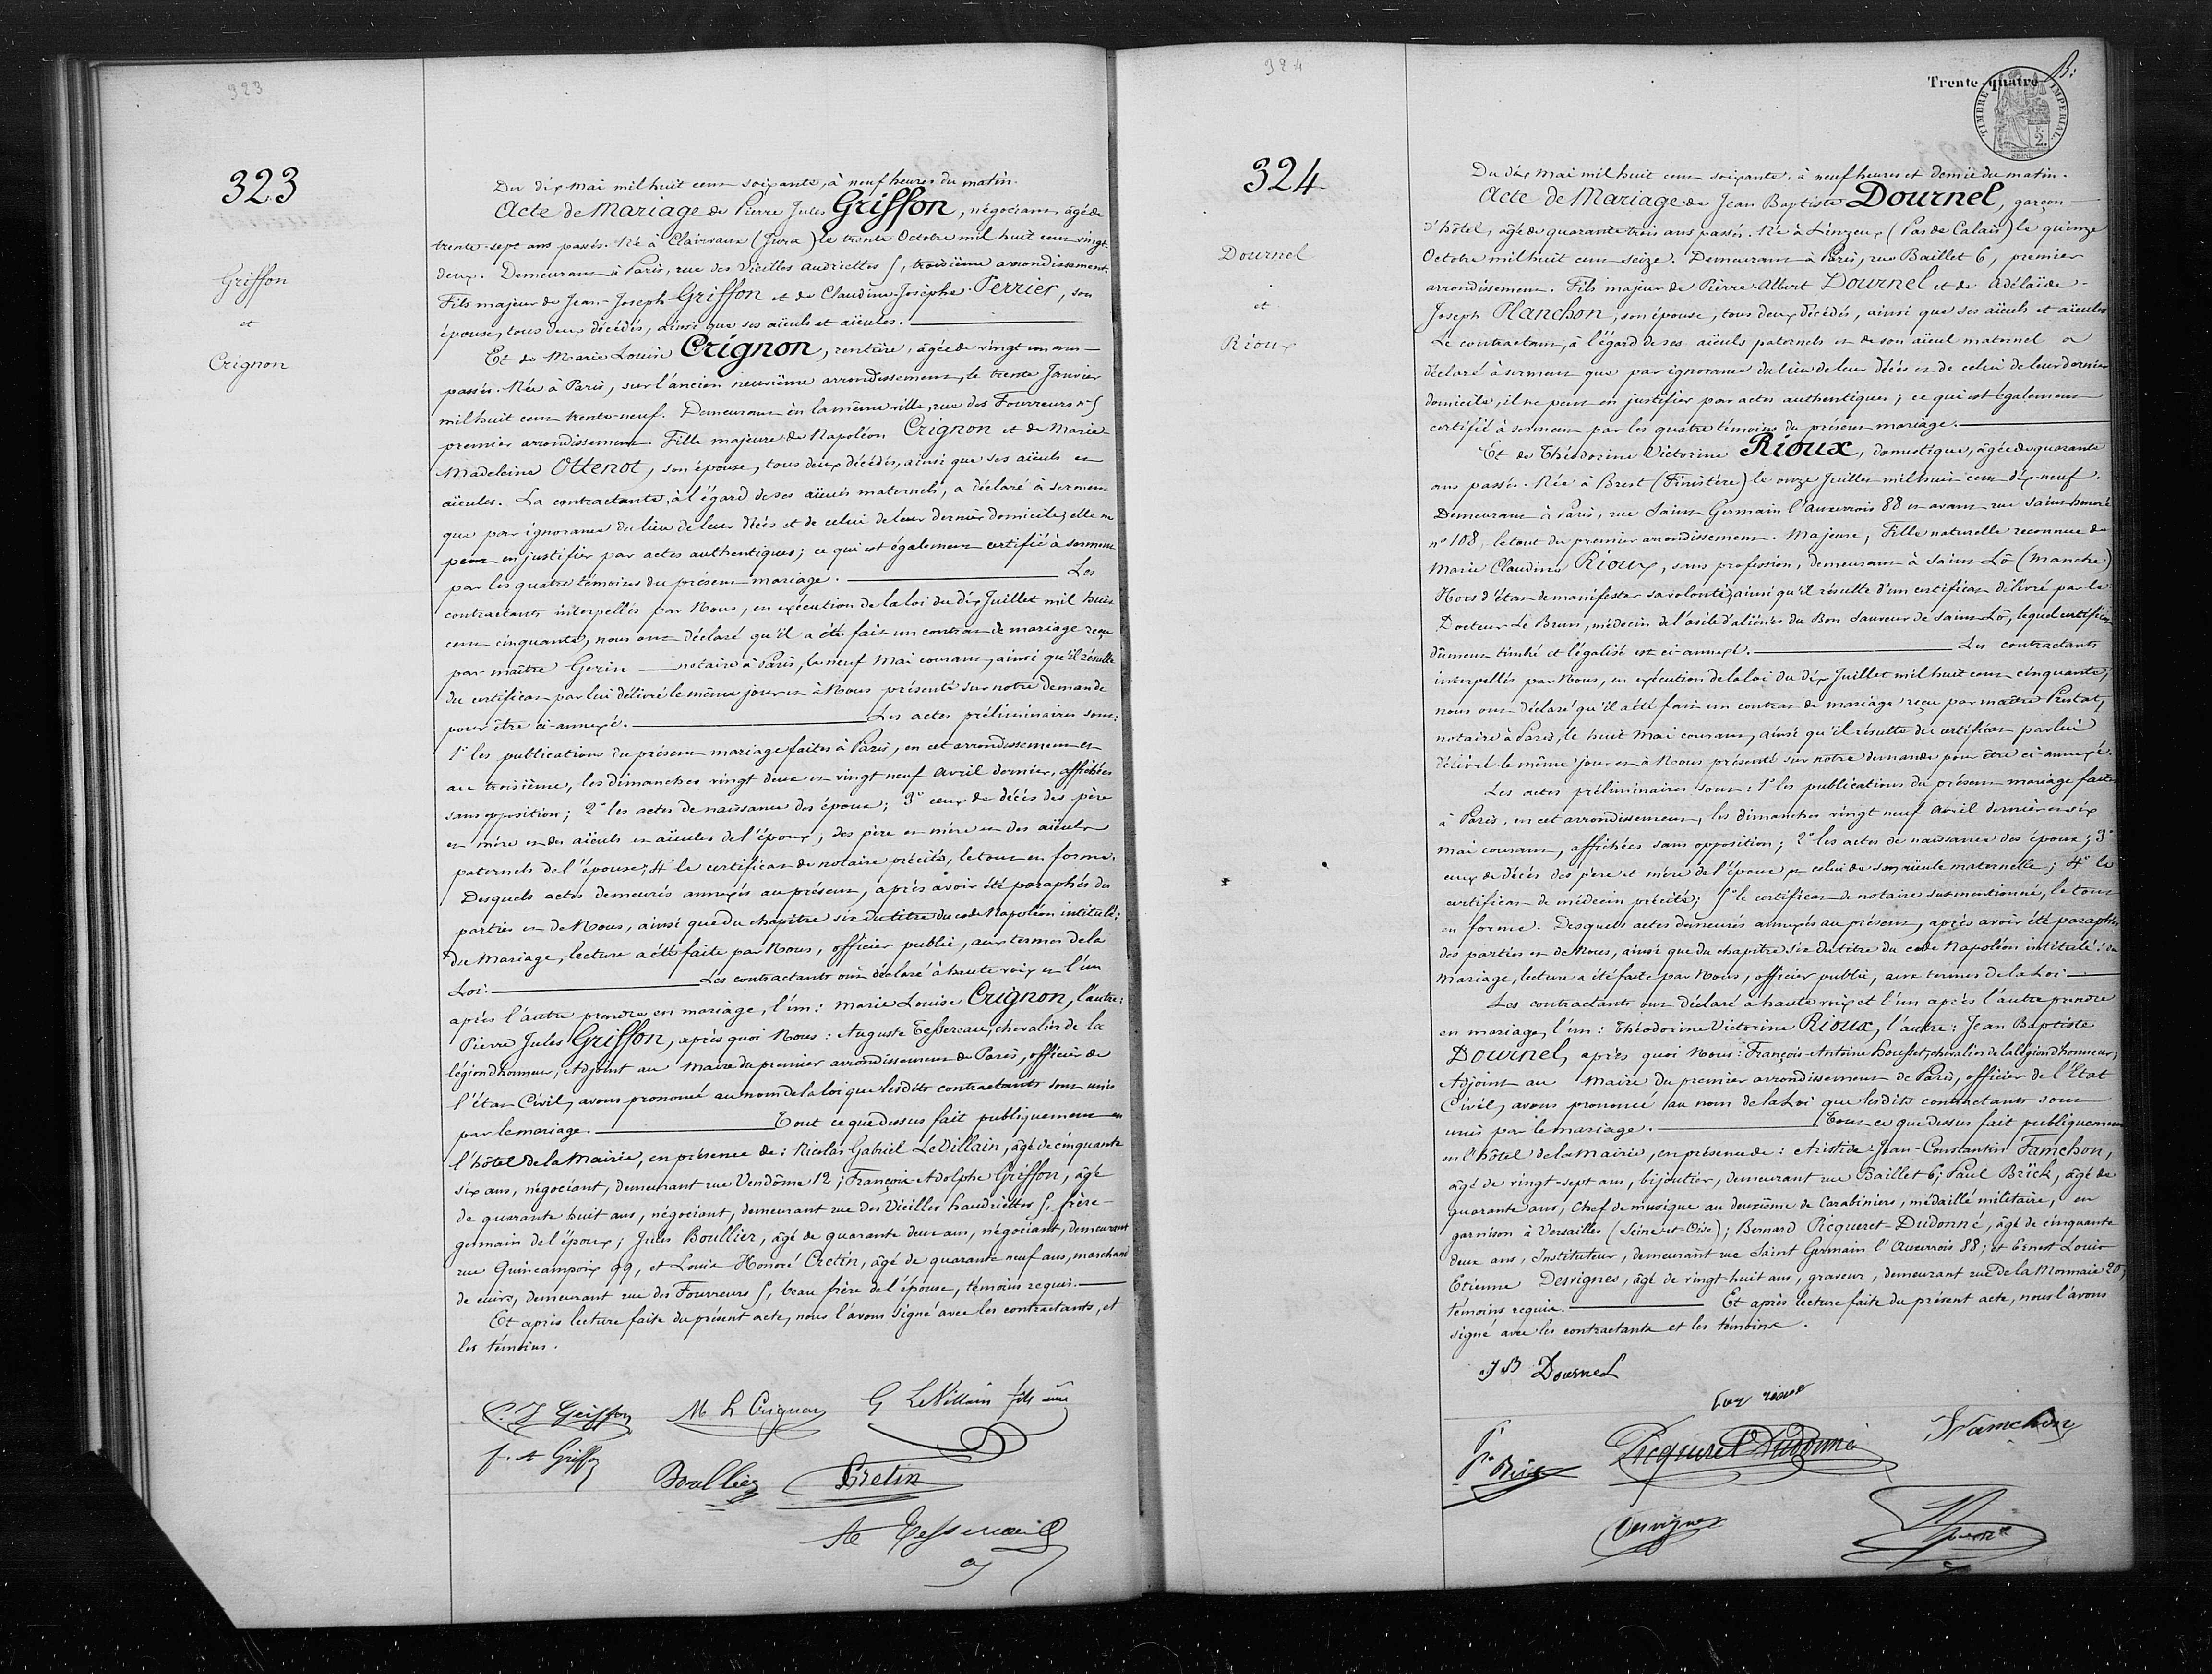 323
323
Griffon
et
Crignon
Du dix Mai mil huit cent soixante, à neuf heures du matin.
Acte de Mariage de Pierre Jules Griffon, négociant, âgé de
trente-sept ans passés. Né à Clairvaux (Jura) le trente Octobre mil huit cent vingt
deux. Demeurant à Paris, rue des Vieilles audriettes 5, troisième arrondissement.
Fils majeur de Jean-Joseph Griffon et de Claudine-Josèphe Perrier, son
épouse, tous deux décédés, ainsi que ses aïeuls et aïeules.
Et de Marie Louise Crignon, rentière, âgée de vingt un ans
passés. Née à Paris, sur l'ancien neuvième arrondissement, le trente Janvier
mil huit cent trente-neuf. Demeurant en la même ville, rue des Fourreurs n° 5
premier arrondissement. Fille majeure de Napoléon Crignon et de Marie
Madeleine Ottenot, son épouse, tous deux décédés, ainsi que ses aïeuls et
aïeules. La contractante, à l'égard de ses aïeuls maternels, a déclaré à serment
que par ignorance du lieu de leur décès et de celui de leur dernier domicile, elle ne
peut en justifier par actes authentiques; ce qui est également certifié à serment
par les quatre témoins du présent mariage. Les
contractants interpellés par Nous, en exécution de la loi du dix Juillet mil huit
cent cinquante, nous ont déclaré qu'il a été fait un contrat de mariage reçu
par maître Gerin notaire à Paris, le neuf Mai courant, ainsi qu'il résulte
du certificat par lui délivré le même jour et à Nous présenté sur notre demande
pour être ci-annexé. Les actes préliminaires sont:
1° les publications du présent mariage faites à Paris, en cet arrondissement et
au troisième, les dimanches vingt deux et vingt neuf Avril dernier, affichées
sans opposition; 2° les actes de naissance des époux; 3° ceux de décès des père
et mère et des aïeuls et aïeules de l'époux, des père et mère et des aïeuls
paternels de l'épouse; 4° le certificat de notaire précité, le tout en forme.
Desquels actes demeurés annexés au présent, après avoir été paraphés des
parties et de Nous, ainsi que du chapitre six du titre du code Napoléon intitulé:
du Mariage, lecture a été faite par Nous, officier public, aux termes de la
Loi. Les contractants ont déclaré à haute voix et l'un
après l'autre prendre en mariage, l'un: Marie Louise Crignon, l'autre:
Pierre Jules Griffon, après quoi Nous: Auguste Tessereau, chevalier de la
légion d'honneur, Adjoint au Maire du premier arrondissement de Paris, officier de
l'état Civil, avons prononcé au nom de la loi que lesdits contractants sont unis
par le mariage. Tout ce que dessus fait publiquement en
l'hôtel de la Mairie, en présence de: Nicolas Gabriel LeVillain, âgé de cinquante
six ans, négociant, demeurant rue Vendôme 12; François Adolphe Griffon, âgé
de quarante huit ans, négociant, demeurant rue des Vieilles haudriettes 5, frère
germain de l'époux; Jules Boullier, âgé de quarante deux ans, négociant, demeurant
rue Quincampoix 99, et Louis Honoré Cretin, âgé de quarante neuf ans, marchand
de cuirs, demeurant rue des Fourreurs 5, beau frère de l'épouse, témoins requis.
Et après lecture faite du présent acte, nous l'avons signé avec les contractants, et
les témoins.
P. J Griffon M L Crignon G LeVillain fils aîné
f. A Griffon
Boullier Cretin
Ate Tessereau
324
324
Dournel
et
Rioux
Trente-quatre
TIMBRE IMPERIAL
2.
SEINE
Du dix Mai mil huit cent soixante, à neuf heures et demie du matin.
Acte de Mariage de Jean Baptiste Dournel, garçon
d'hôtel, âgé de quarante trois ans passés. Né à Linzeux (Pas de Calais) le quinze
Octobre mil huit cent seize. Demeurant à Paris, rue Baillet 6, premier
arrondissement. Fils majeur de Pierre-Albert Dournel et de Adélaïde
Joseph Planchon, son épouse, tous deux décédés, ainsi que ses aïeuls et aïeules
Le contractant, à l'égard de ses aïeuls paternels et de son aïeul maternel a
déclaré à serment que par ignorance du lieu de leur décès et de celui de leur dernier
domicile, il ne peut en justifier par actes authentiques; ce qui est également
certifié à serment par les quatre témoins du présent mariage.
Et de Théodorine Victorine Rioux, domestique, âgée de quarante
ans passés. Née à Brest (Finistère) le onze Juillet mil huit cent dix-neuf.
Demeurant à Paris, rue Saint Germain l'Auxerrois 88 et avant rue Saint-honoré
n° 108, le tout du premier arrondissement. Majeure, Fille naturelle reconnue de
Marie Claudine Rioux, sans profession, demeurant à Saint Lô (Manche)
Hors d'état de manifester sa volonté, ainsi qu'il résulte d'un certificat délivré par le
Docteur Le Brun, médecin de l'asile d'aliénés du Bon Sauveur de Saint-Lô, lequel certificat
dûment timbré et légalisé est ci-annexé. Les contractants
interpellés par Nous, en exécution de la loi du dix Juillet mil huit cent cinquante,
nous ont déclaré qu'il a été fait un contrat de mariage reçu par maître Prestat,
notaire à Paris, le huit Mai courant, ainsi qu'il résulte du certificat par lui
délivré le même jour et à Nous présenté sur notre demande pour être ci-annexé.
Les actes préliminaires sont: 1° les publications du présent mariage faites
à Paris, en cet arrondissement, les dimanches vingt neuf Avril dernier et six
mai courant, affichées sans opposition; 2° les actes de naissance des époux; 3°
ceux de décès des père et mère de l'époux et celui de son aïeule maternelle; 4° le
certificat de médecin précité; 5° le certificat de notaire susmentionné, le tout
en forme. Desquels actes demeurés annexés au présent, après avoir été paraphés
des parties et de Nous, ainsi que du chapitre six du titre du code Napoléon intitulé: du
Mariage, lecture a été faite par Nous, officier public, aux termes de la Loi
Les contractants ont déclaré à haute voix et l'un après l'autre prendre
en mariage, l'un: Théodorine Victorine Rioux, l'autre: Jean Baptiste
Dournel, après quoi Nous: François-Antoine chevalier de la légion d'honneur,
Adjoint au Maire du premier arrondissement de Paris, officier de l'Etat
Civil, avons prononcé au nom de la Loi que lesdits contractants sont
unis par le mariage. Tout ce que dessus fait publiquement
en l'hôtel de la Mairie, en présence de: Aristide Jean-Constantin Famchon,
âgé de vingt-sept ans, bijoutier, demeurant rue Baillet 6; Paul Brick, âgé de
quarante ans, Chef de musique au deuxième de Carabiniers, médaillé militaire, en
garnison à Versailles (Seine-et-Oise); Bernard Picqueret-Dudonné, âgé de cinquante
deux ans, Instituteur, demeurant rue Saint Germain l'Auxerrois 88; et Ernest Louis
Etienne Desvignes, âgé de vingt-huit ans, graveur, demeurant rue de la Monnaie 20;
témoins requis. Et après lecture faite du présent acte, nous l'avons
signé avec les contractants et les témoins.
J B Dournel
Famchon
Picqueret Dudonné
Desvignes